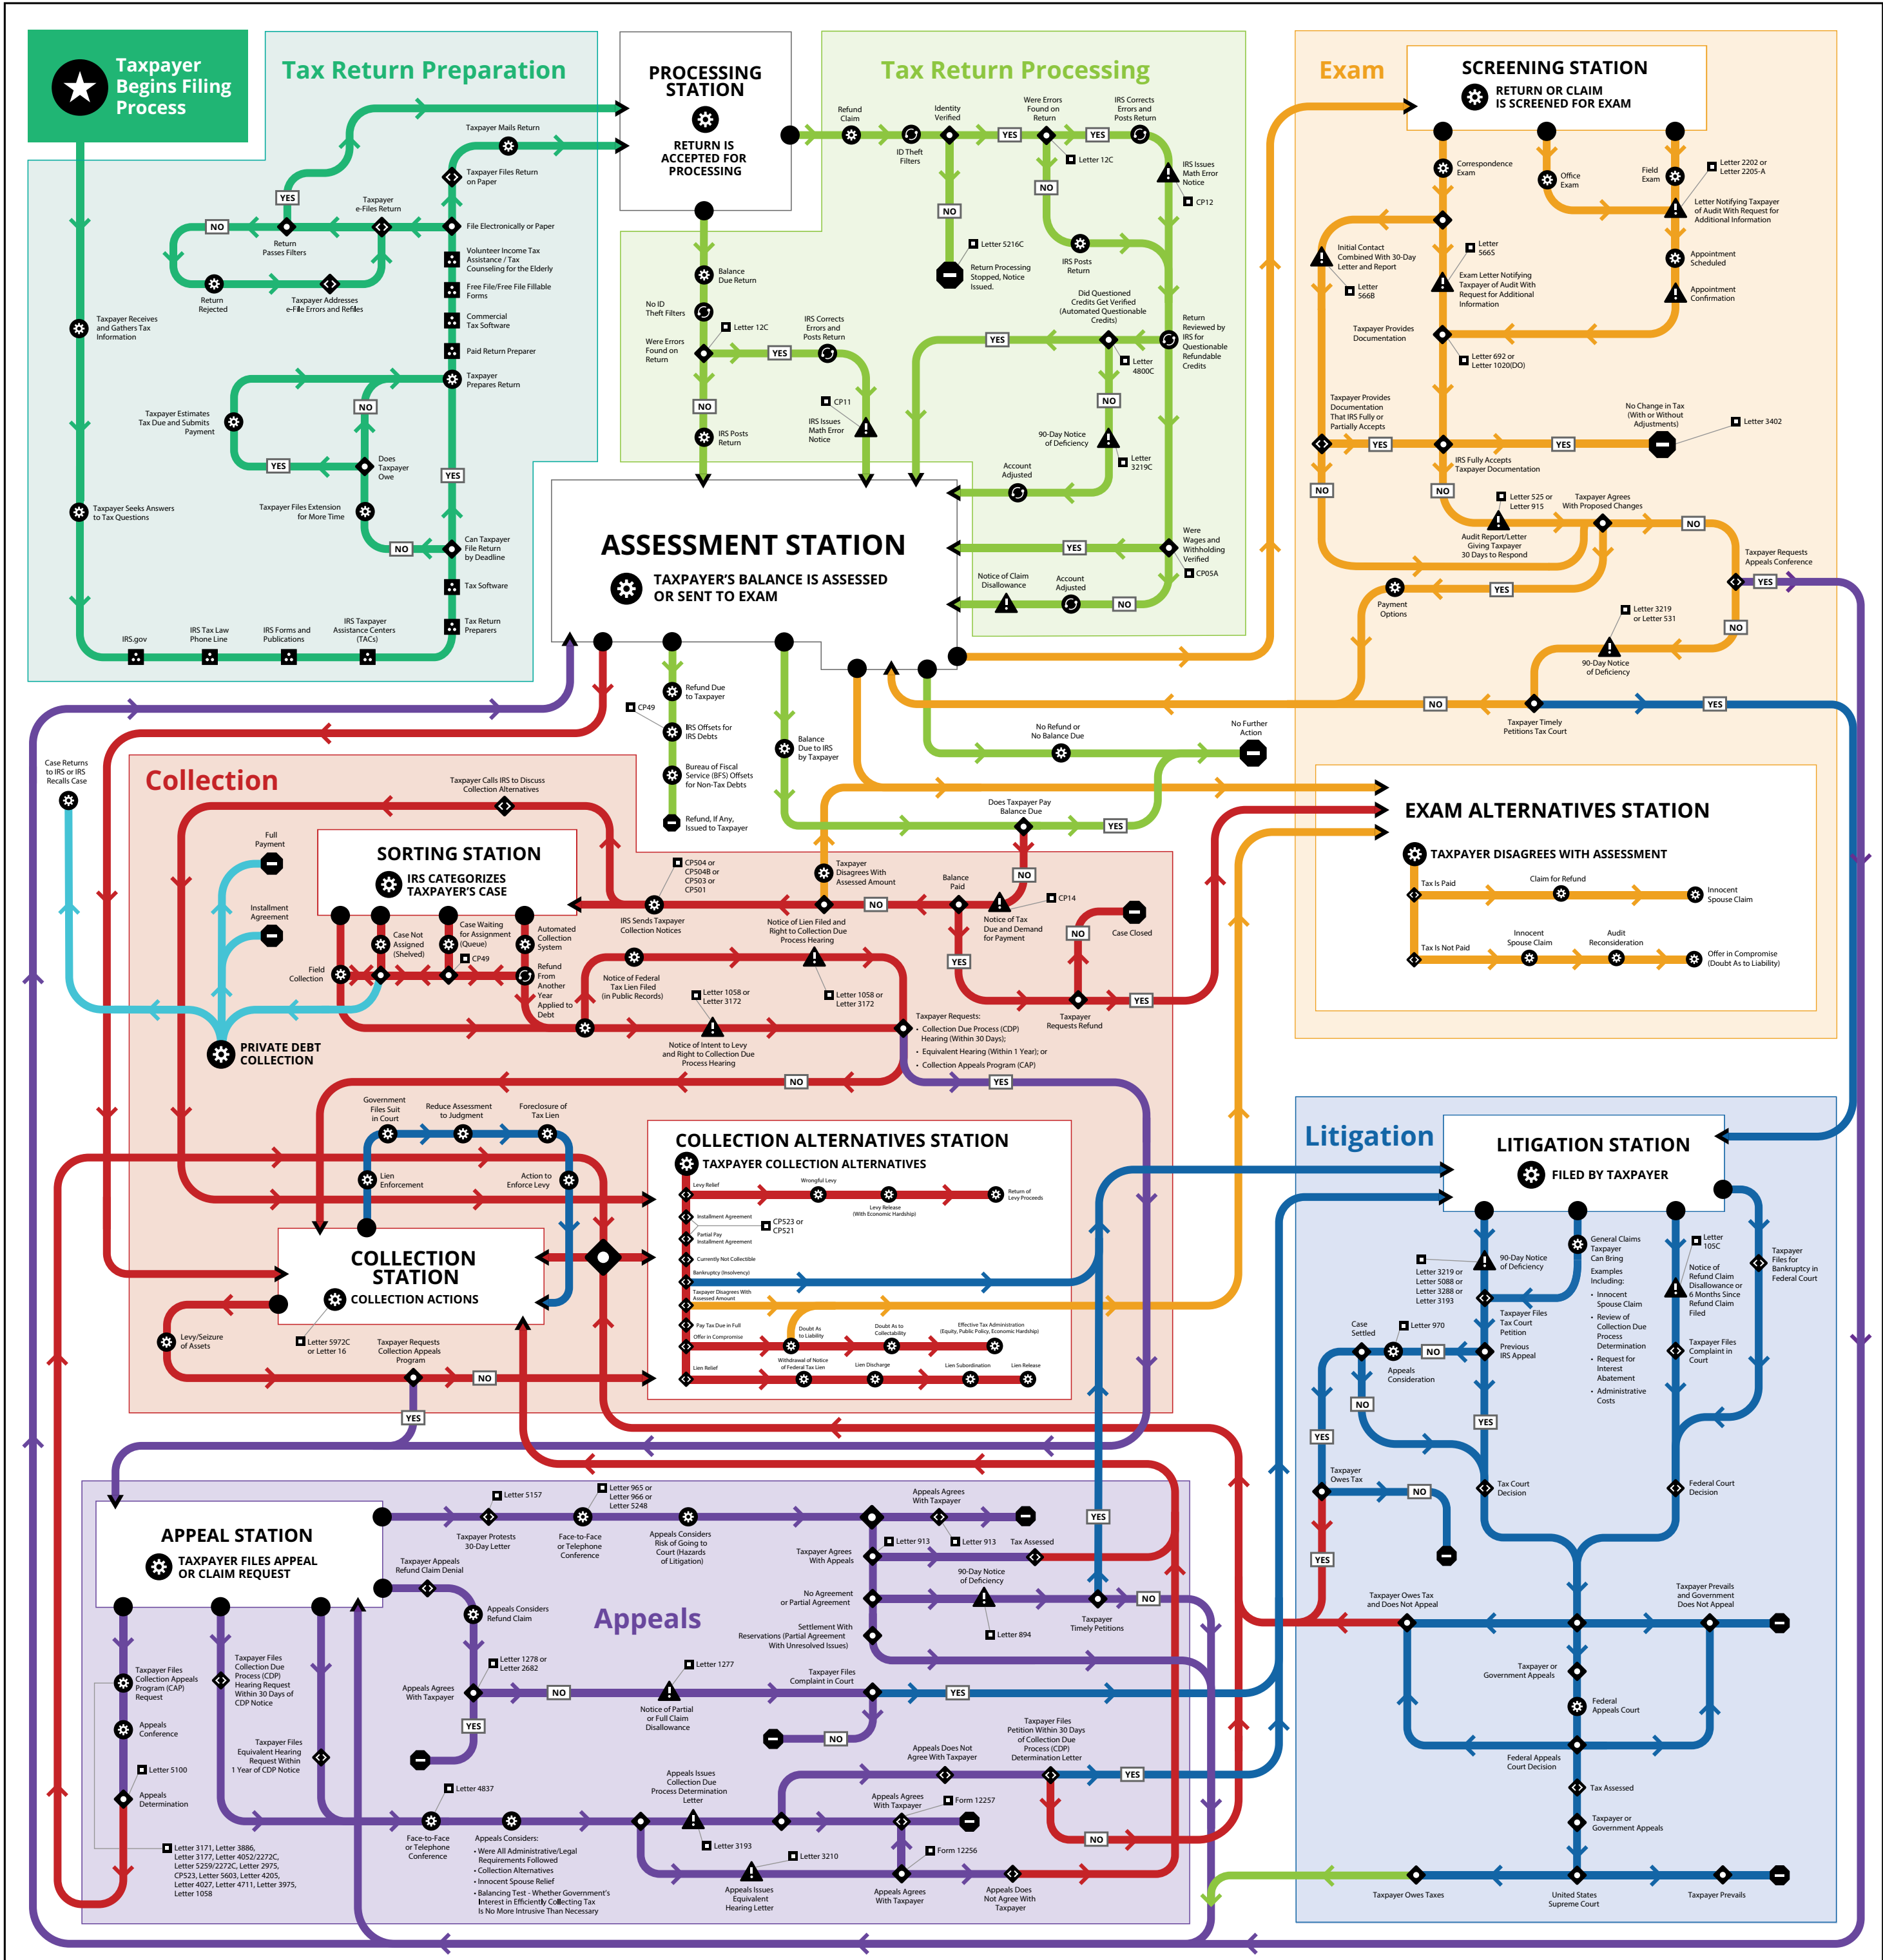 Taxpayer
Begins Filing
Process
Tax Return Preparation
Taxpayer Mails Return
Taxpayer Files Return
on Paper
YES
Taxpayer
e-Files Return
NO
File Electronically or Paper
Return
Passes Filters
Volunteer Income Tax
Assistance / Tax
Counseling for the Elderly
Return
Rejected
Taxpayer Addresses
e-File Errors and Refiles
Free File/Free File Fillable
Forms
Taxpayer Receives
and Gathers Tax
Information
Commercial
Tax Software
Paid Return Preparer
Taxpayer
Prepares Return
Taxpayer Estimates
Tax Due and Submits
Payment
NO
YES
Does
Taxpayer
Owe
YES
Taxpayer Seeks Answers
to Tax Questions
Taxpayer Files Extension
for More Time
NO
Can Taxpayer
File Return
by Deadline
Tax Software
Tax Return
Preparers
IRS.gov
IRS Tax Law
Phone Line
IRS Forms and
Publications
IRS Taxpayer
Assistance Centers
(TACs)
PROCESSING
STATION
RETURN IS
ACCEPTED FOR
PROCESSING
Tax Return Processing
Refund
Claim
ID Theft
Filters
Identity
Verified
YES
Were Errors
Found on
Return
YES
IRS Corrects
Errors and
Posts Return
Letter 12C
IRS Issues
Math Error
Notice
CP12
NO
NO
Letter 5216C
Return Processing
Stopped, Notice
Issued.
IRS Posts
Return
Balance
Due Return
No ID
Theft Filters
Letter 12C
Were Errors
Found on
Return
YES
IRS Corrects
Errors and
Posts Return
NO
CP11
IRS Issues
Math Error
Notice
IRS Posts
Return
Did Questioned
Credits Get Verified
(Automated Questionable
Credits)
YES
Return
Reviewed by
IRS for
Questionable
Refundable
Credits
Letter
4800C
NO
90-Day Notice
of Deficiency
Letter
3219C
Account
Adjusted
YES
Were
Wages and
Withholding
Verified
CP05A
Notice of Claim
Disallowance
Account
Adjusted
NO
ASSESSMENT STATION
TAXPAYER'S BALANCE IS ASSESSED
OR SENT TO EXAM
Refund Due
to Taxpayer
CP49
IRS Offsets for
IRS Debts
Bureau of Fiscal
Service (BFS) Offsets
for Non-Tax Debts
Refund, If Any,
Issued to Taxpayer
Balance
Due to IRS
by Taxpayer
No Refund or
No Balance Due
No Further
Action
Does Taxpayer Pay
Balance Due
YES
NO
Exam
SCREENING STATION
RETURN OR CLAIM
IS SCREENED FOR EXAM
Correspondence
Exam
Office
Exam
Field
Exam
Letter 2202 or
Letter 2205-A
Letter Notifying Taxpayer
of Audit With Request for
Additional Information
Initial Contact
Combined With 30-Day
Letter and Report
Letter
566B
Letter
566S
Exam Letter Notifying
Taxpayer of Audit With
Request for Additional
Information
Appointment
Scheduled
Appointment
Confirmation
Taxpayer Provides
Documentation
Letter 692 or
Letter 1020(DO)
Taxpayer Provides
Documentation
That IRS Fully or
Partially Accepts
YES
IRS Fully Accepts
Taxpayer Documentation
YES
No Change in Tax
(With or Without
Adjustments)
Letter 3402
NO
NO
Letter 525 or
Letter 915
Audit Report/Letter
Giving Taxpayer
30 Days to Respond
Taxpayer Agrees
With Proposed Changes
NO
Taxpayer Requests
Appeals Conference
YES
Payment
Options
YES
Letter 3219
or Letter 531
NO
90-Day Notice
of Deficiency
NO
Taxpayer Timely
Petitions Tax Court
YES
EXAM ALTERNATIVES STATION
TAXPAYER DISAGREES WITH ASSESSMENT
Tax Is Paid
Claim for Refund
Innocent
Spouse Claim
Tax Is Not Paid
Innocent
Spouse Claim
Audit
Reconsideration
Offer in Compromise
(Doubt As to Liability)
Case Returns
to IRS or IRS
Recalls Case
Collection
Taxpayer Calls IRS to Discuss
Collection Alternatives
Full
Payment
Installment
Agreement
SORTING STATION
IRS CATEGORIZES
TAXPAYER'S CASE
CP504 or
CP504B or
CP503 or
CP501
IRS Sends Taxpayer
Collection Notices
Taxpayer
Disagrees With
Assessed Amount
Notice of Lien Filed and
Right to Collection Due
Process Hearing
NO
Balance
Paid
CP14
Notice of Tax
Due and Demand
for Payment
Case Closed
NO
YES
Taxpayer
Requests Refund
YES
Field
Collection
Case Not
Assigned
(Shelved)
Case Waiting
for Assignment
(Queue)
CP49
Automated
Collection
System
Refund
From
Another
Year
Applied to
Debt
Notice of Federal
Tax Lien Filed
(in Public Records)
Letter 1058 or
Letter 3172
Letter 1058 or
Letter 3172
Notice of Intent to Levy
and Right to Collection Due
Process Hearing
Taxpayer Requests:
• Collection Due Process (CDP)
Hearing (Within 30 Days);
• Equivalent Hearing (Within 1 Year); or
• Collection Appeals Program (CAP)
PRIVATE DEBT
COLLECTION
NO
YES
Government
Files Suit
in Court
Reduce Assessment
to Judgment
Foreclosure of
Tax Lien
Lien
Enforcement
Action to
Enforce Levy
COLLECTION
STATION
COLLECTION ACTIONS
Levy/Seizure
of Assets
Letter 5972C
or Letter 16
Taxpayer Requests
Collection Appeals
Program
NO
YES
COLLECTION ALTERNATIVES STATION
TAXPAYER COLLECTION ALTERNATIVES
Levy Relief
Wrongful Levy
Levy Release
(With Economic Hardship)
Return of
Levy Proceeds
Installment Agreement
CP523 or
CP521
Partial Pay
Installment Agreement
Currently Not Collectible
Bankruptcy (Insolvency)
Taxpayer Disagrees With
Assessed Amount
Pay Tax Due in Full
Offer in Compromise
Doubt As
to Liability
Doubt As to
Collectability
Effective Tax Administration
(Equity, Public Policy, Economic Hardship)
Lien Relief
Withdrawal of Notice
of Federal Tax Lien
Lien Discharge
Lien Subordination
Lien Release
Litigation
LITIGATION STATION
FILED BY TAXPAYER
Letter 3219 or
Letter 5088 or
Letter 3288 or
Letter 3193
90-Day Notice
of Deficiency
General Claims
Taxpayer
Can Bring
Examples
Including:
• Innocent
Spouse Claim
• Review of
Collection Due
Process
Determination
• Request for
Interest
Abatement
• Administrative
Costs
Letter
105C
Notice of
Refund Claim
Disallowance or
6 Months Since
Refund Claim
Filed
Taxpayer
Files for
Bankruptcy in
Federal Court
Taxpayer Files
Tax Court
Petition
Case
Settled
Letter 970
Appeals
Consideration
NO
Previous
IRS Appeal
Taxpayer Files
Complaint in
Court
NO
YES
YES
Taxpayer
Owes Tax
NO
Tax Court
Decision
Federal Court
Decision
YES
Taxpayer Owes Tax
and Does Not Appeal
Taxpayer Prevails
and Government
Does Not Appeal
Taxpayer or
Government Appeals
Federal
Appeals Court
Federal Appeals
Court Decision
Tax Assessed
Taxpayer or
Government Appeals
Taxpayer Owes Taxes
United States
Supreme Court
Taxpayer Prevails
APPEAL STATION
TAXPAYER FILES APPEAL
OR CLAIM REQUEST
Appeals
Letter 5157
Taxpayer Protests
30-Day Letter
Letter 965 or
Letter 966 or
Letter 5248
Face-to-Face
or Telephone
Conference
Appeals Considers
Risk of Going to
Court (Hazards
of Litigation)
Appeals Agrees
With Taxpayer
Letter 913
Letter 913
Taxpayer Agrees
With Appeals
Tax Assessed
YES
No Agreement
or Partial Agreement
90-Day Notice
of Deficiency
Letter 894
Taxpayer
Timely Petitions
NO
Settlement With
Reservations (Partial Agreement
With Unresolved Issues)
Taxpayer Appeals
Refund Claim Denial
Appeals Considers
Refund Claim
Letter 1278 or
Letter 2682
Appeals Agrees
With Taxpayer
NO
Letter 1277
Notice of Partial
or Full Claim
Disallowance
Taxpayer Files
Complaint in Court
YES
YES
NO
Taxpayer Files
Collection Appeals
Program (CAP)
Request
Taxpayer Files
Collection Due
Process (CDP)
Hearing Request
Within 30 Days of
CDP Notice
Appeals
Conference
Taxpayer Files
Equivalent Hearing
Request Within
1 Year of CDP Notice
Letter 5100
Appeals
Determination
Letter 3171, Letter 3886,
Letter 3177, Letter 4052/2272C,
Letter 5259/2272C, Letter 2975,
CP523, Letter 5603, Letter 4205,
Letter 4027, Letter 4711, Letter 3975,
Letter 1058
Letter 4837
Face-to-Face
or Telephone
Conference
Appeals Considers:
• Were All Administrative/Legal
Requirements Followed
• Collection Alternatives
• Innocent Spouse Relief
• Balancing Test - Whether Government's
Interest in Efficiently Collecting Tax
Is No More Intrusive Than Necessary
Appeals Issues
Collection Due
Process Determination
Letter
Letter 3193
Letter 3210
Appeals Issues
Equivalent
Hearing Letter
Appeals Does Not
Agree With Taxpayer
Taxpayer Files
Petition Within 30 Days
of Collection Due
Process (CDP)
Determination Letter
YES
Appeals Agrees
With Taxpayer
Form 12257
NO
Form 12256
Appeals Agrees
With Taxpayer
Appeals Does
Not Agree With
Taxpayer